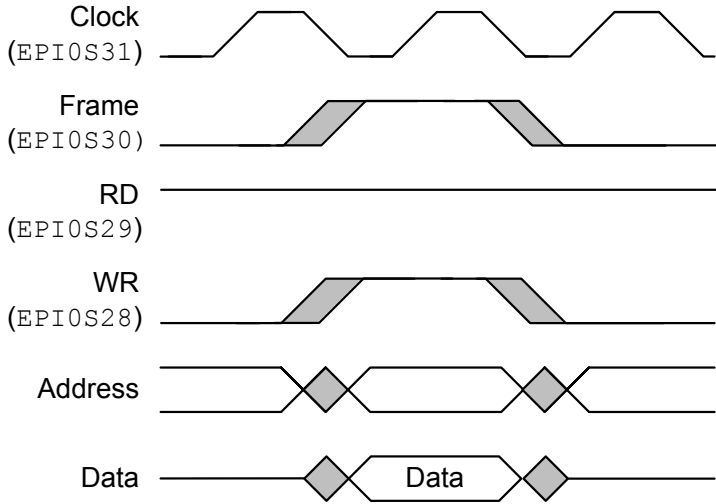 Clock
(EPI0S31)
Frame
(EPI0S30)
RD
(EPI0S29)
WR
(EPI0S28)
Address
Data
Data